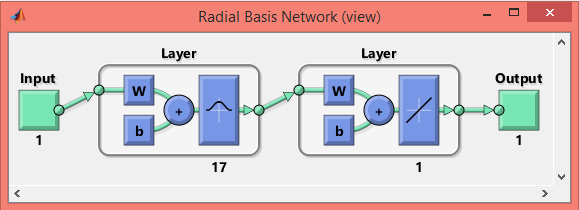 Radial Basis Network (view)
Layer Layer
Input Output
W W
+ +
b b
1 1
17 1